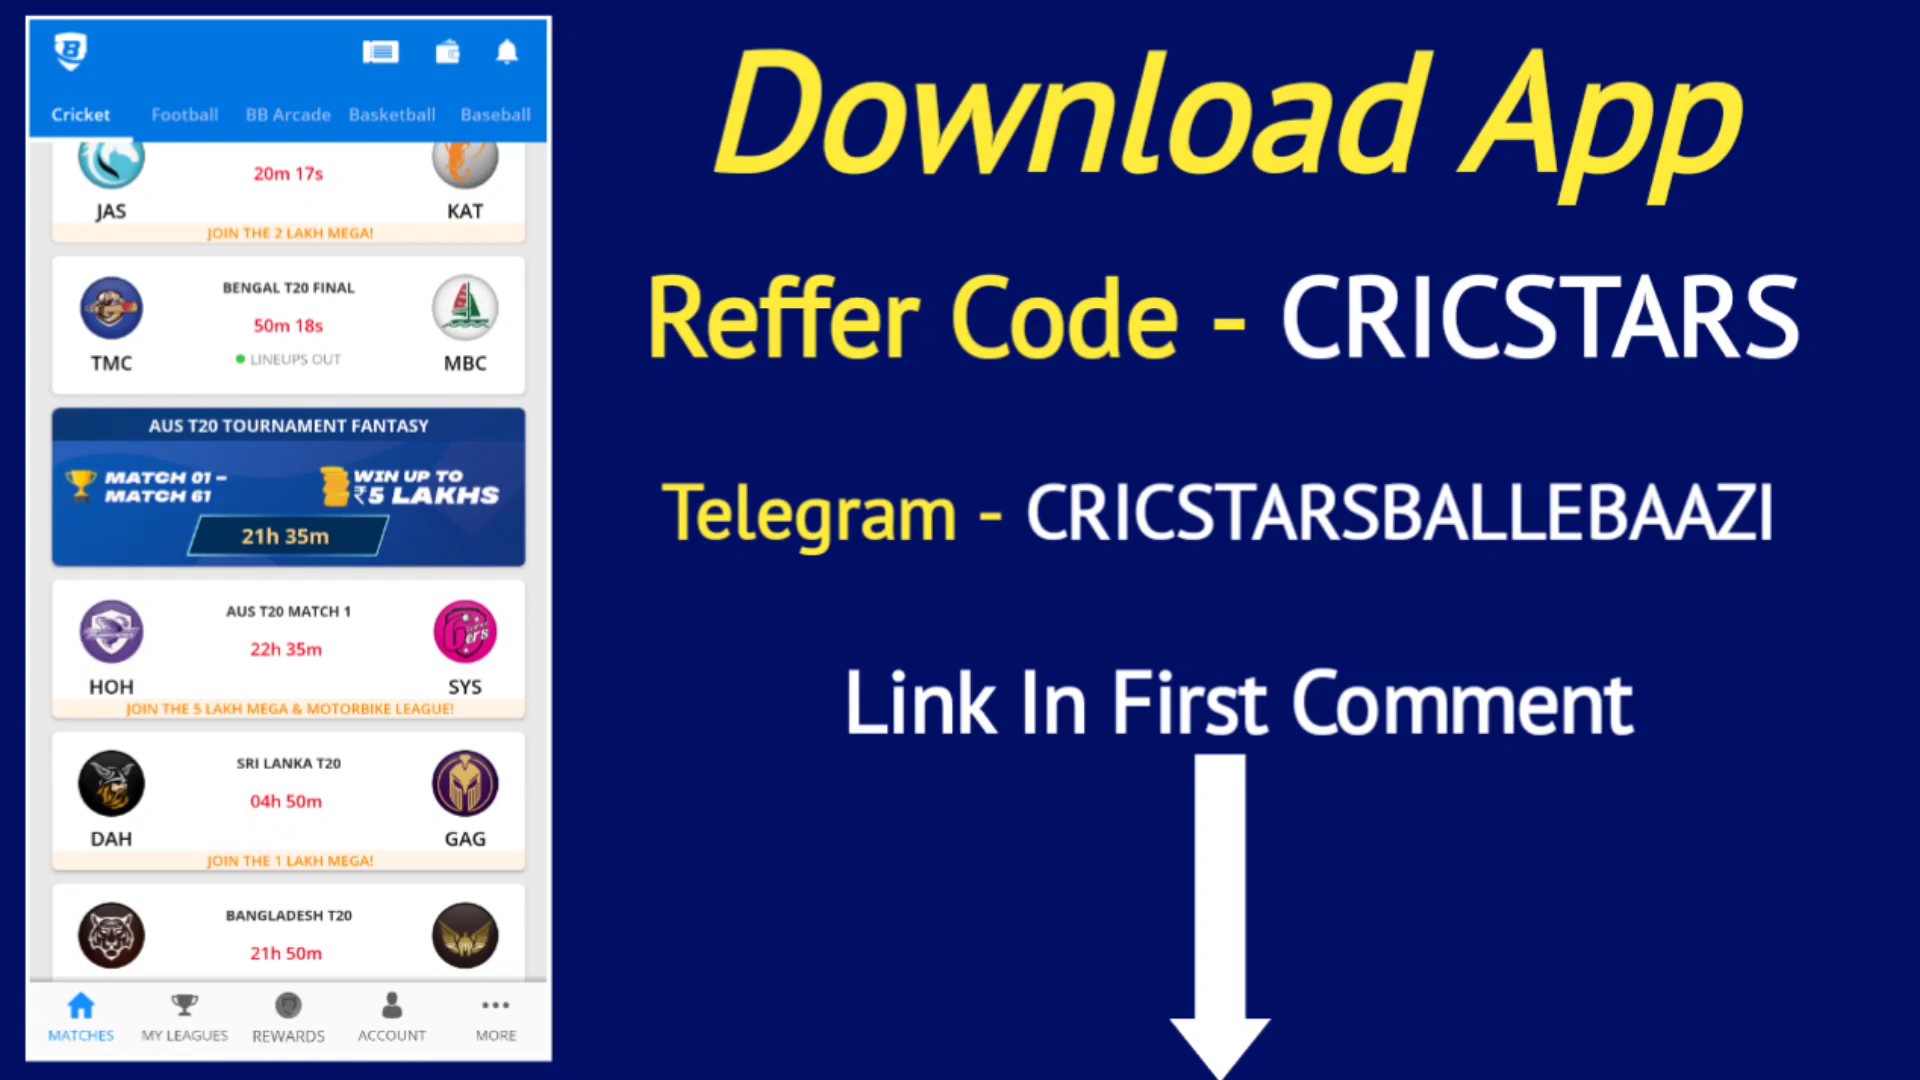 B
Cricket Football BB Arcade Basketball Baseball
20m 17s
JAS KAT
JOIN THE 2 LAKH MEGA!
BENGAL T20 FINAL
50m 18s
LINEUPS OUT
TMC MBC
AUS T20 TOURNAMENT FANTASY
MATCH 01 –
MATCH 61
WIN UP TO
₹5 LAKHS
21h 35m
AUS T20 MATCH 1
22h 35m
HOH SYS
JOIN THE 5 LAKH MEGA & MOTORBIKE LEAGUE!
SRI LANKA T20
04h 50m
DAH GAG
JOIN THE 1 LAKH MEGA!
BANGLADESH T20
21h 50m
MATCHES MY LEAGUES REWARDS ACCOUNT MORE
Download App
Reffer Code - CRICSTARS
Telegram - CRICSTARSBALLEBAAZI
Link In First Comment